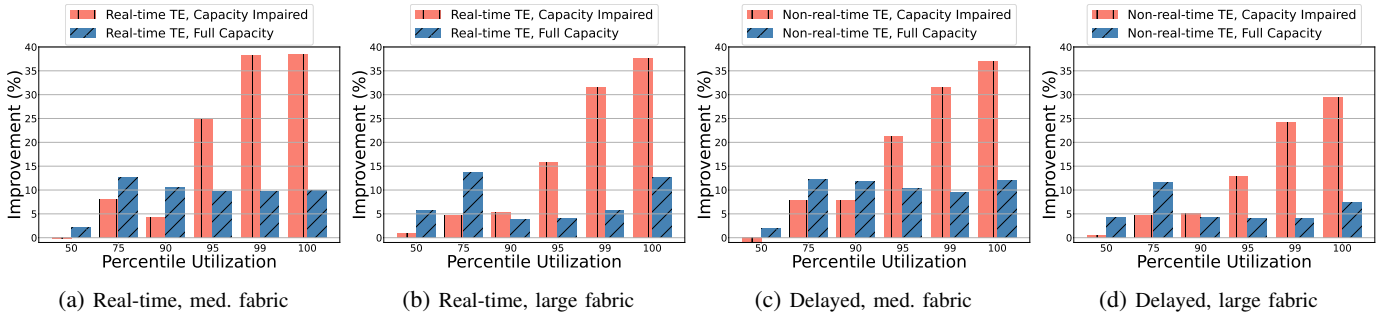 Real-time TE, Capacity Impaired
Real-time TE, Full Capacity
Improvement (%)
40
35
30
25
20
15
10
5
0
50 75 90 95 99 100
Percentile Utilization
(a) Real-time, med. fabric
Real-time TE, Capacity Impaired
Real-time TE, Full Capacity
Improvement (%)
40
35
30
25
20
15
10
5
0
50 75 90 95 99 100
Percentile Utilization
(b) Real-time, large fabric
Non-real-time TE, Capacity Impaired
Non-real-time TE, Full Capacity
Improvement (%)
40
35
30
25
20
15
10
5
0
50 75 90 95 99 100
Percentile Utilization
(c) Delayed, med. fabric
Non-real-time TE, Capacity Impaired
Non-real-time TE, Full Capacity
Improvement (%)
40
35
30
25
20
15
10
5
0
50 75 90 95 99 100
Percentile Utilization
(d) Delayed, large fabric